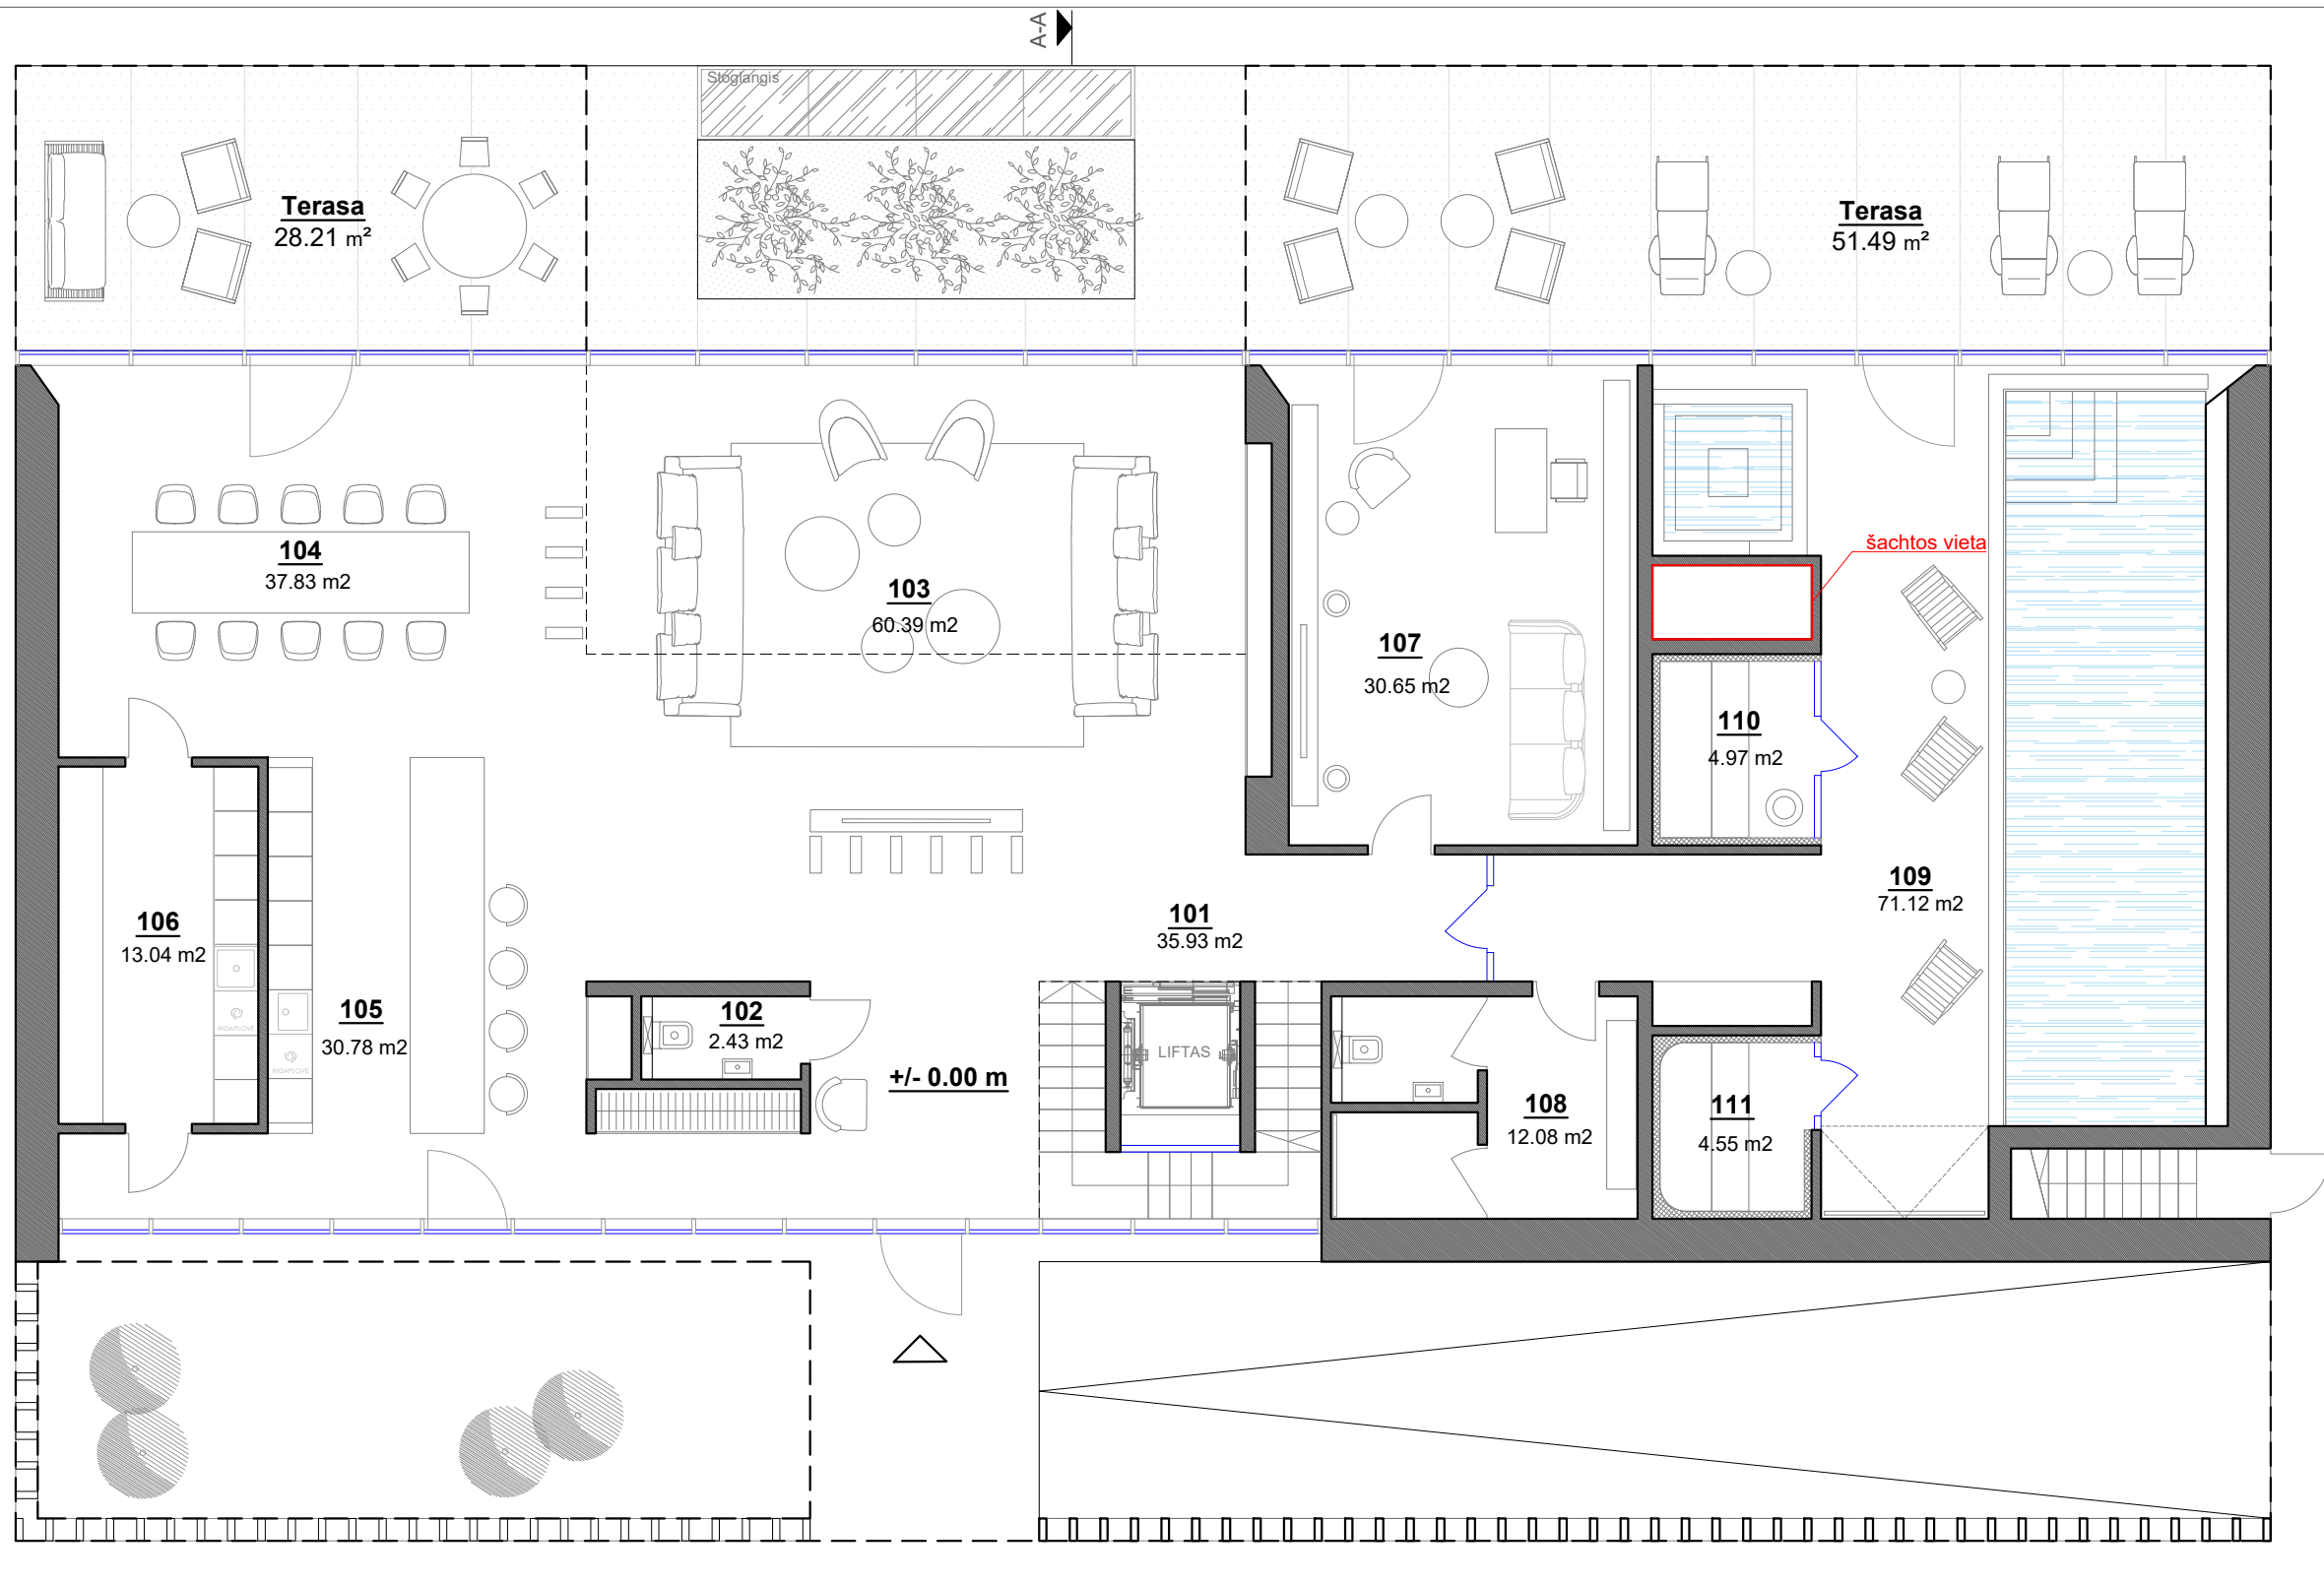 A-A
Stoglangis
Terasa
28.21 m²
Terasa
51.49 m²
104
37.83 m2
103
60.39 m2
šachtos vieta
107
30.65 m2
110
4.97 m2
109
71.12 m2
106
13.04 m2
101
35.93 m2
105
30.78 m2
102
2.43 m2
INDAPLOVĖ
INDAPLOVĖ
LIFTAS
+/- 0.00 m
108
12.08 m2
111
4.55 m2